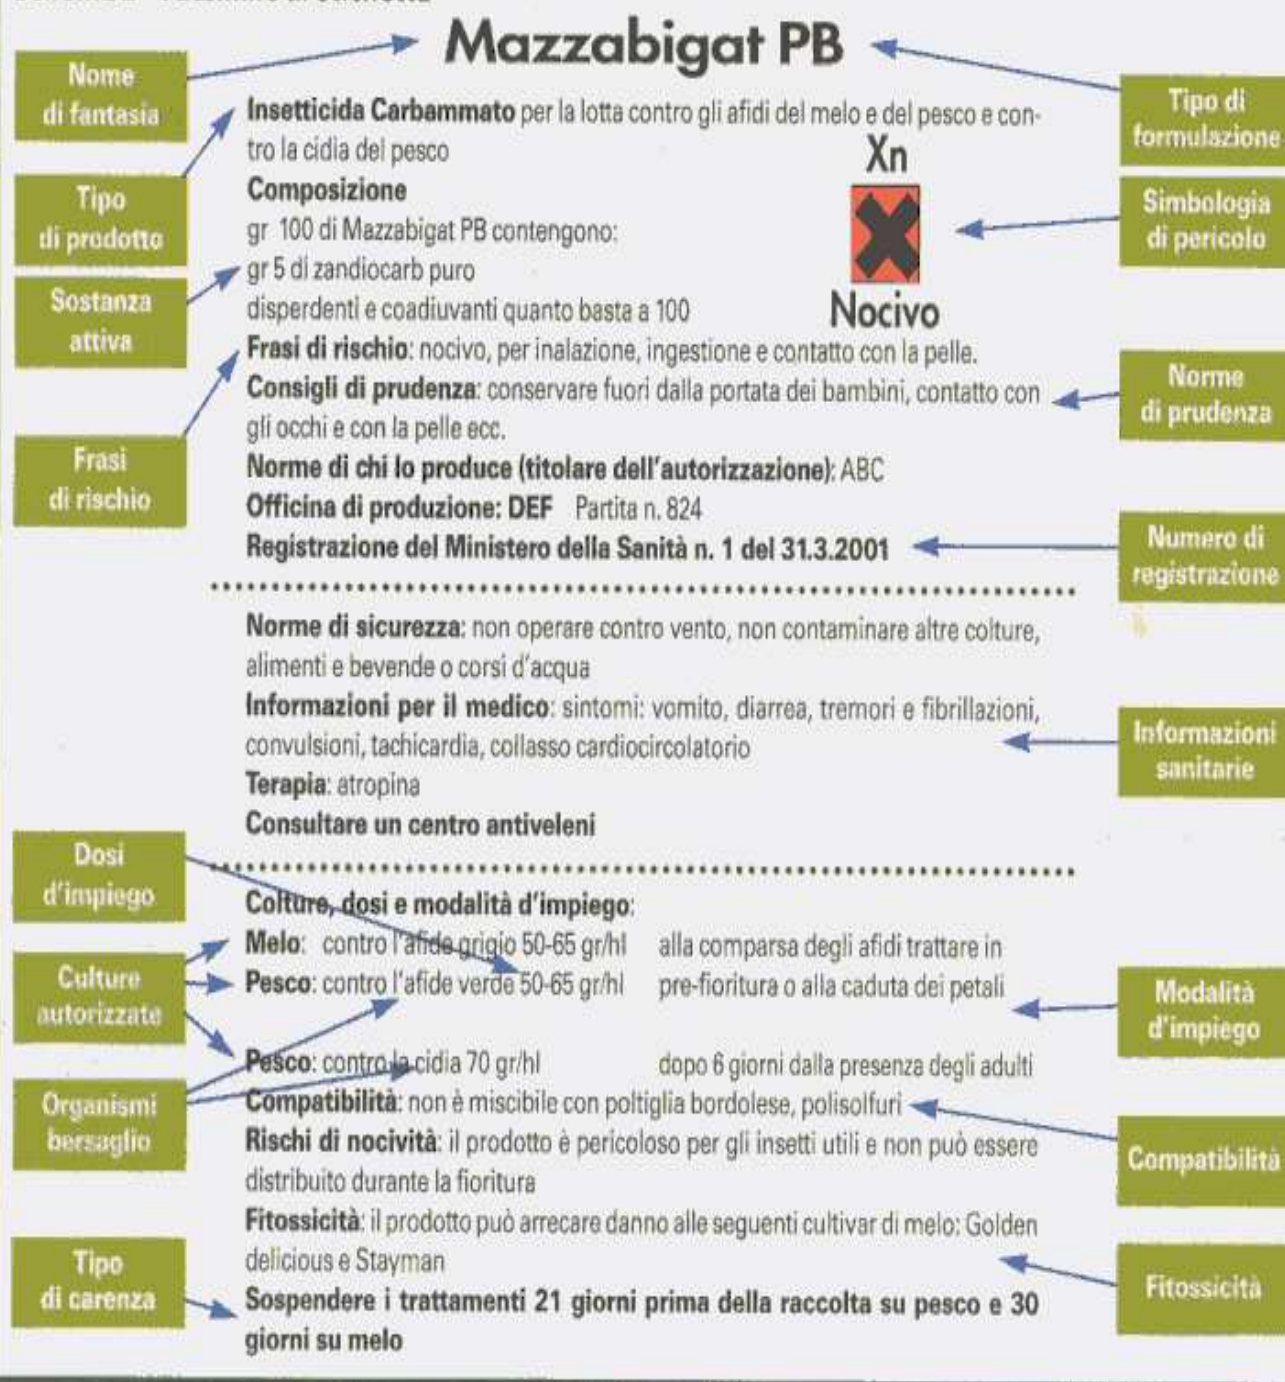 Mazzabigat PB
Nome
di fantasia
Tipo
di prodotto
Sostanza
attiva
Frasi
di rischio
Insetticida Carbammato per la lotta contro gli afidi del melo e del pesco e con-
tro la cidia del pesco
Composizione
gr 100 di Mazzabigat PB contengono:
gr 5 di zandiocarb puro
disperdenti e coadiuvanti quanto basta a 100
Xn
Nocivo
Frasi di rischio: nocivo, per inalazione, ingestione e contatto con la pelle.
Consigli di prudenza: conservare fuori dalla portata dei bambini, contatto con
gli occhi e con la pelle ecc.
Norme di chi lo produce (titolare dell'autorizzazione): ABC
Officina di produzione: DEF Partita n. 824
Registrazione del Ministero della Sanità n. 1 del 31.3.2001
Tipo di
formulazione
Simbologia
di pericolo
Norme
di prudenza
Numero di
registrazione
Norme di sicurezza: non operare contro vento, non contaminare altre colture,
alimenti e bevende o corsi d'acqua
Informazioni per il medico: sintomi: vomito, diarrea, tremori e fibrillazioni,
convulsioni, tachicardia, collasso cardiocircolatorio
Terapia: atropina
Consultare un centro antiveleni
Informazioni
sanitarie
Dosi
d'impiego
Culture
autorizzate
Organismi
bersaglio
Tipo
di carenza
Colture, dosi e modalità d'impiego:
Melo: contro l'afide grigio 50-65 gr/hl alla comparsa degli afidi trattare in
Pesco: contro l'afide verde 50-65 gr/hl pre-fioritura o alla caduta dei petali
Pesco: contro la cidia 70 gr/hl dopo 6 giorni dalla presenza degli adulti
Compatibilità: non è miscibile con poltiglia bordolese, polisolfuri
Rischi di nocività: il prodotto è pericoloso per gli insetti utili e non può essere
distribuito durante la fioritura
Fitossicità: il prodotto può arrecare danno alle seguenti cultivar di melo: Golden
delicious e Stayman
Sospendere i trattamenti 21 giorni prima della raccolta su pesco e 30
giorni su melo
Modalità
d'impiego
Compatibilità
Fitossicità